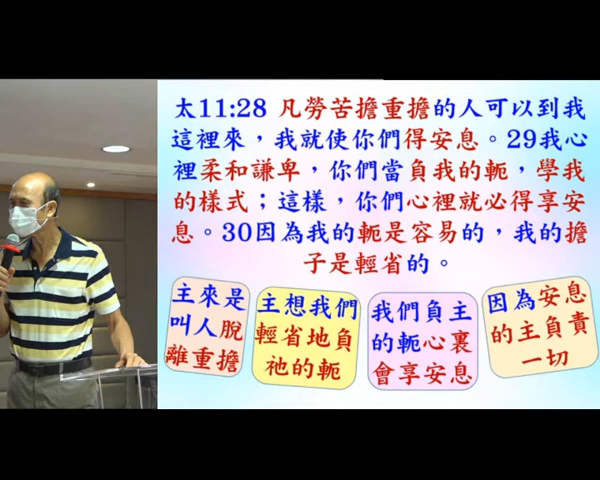 太11:28 凡勞苦擔重擔的人可以到我
這裡來，我就使你們得安息。29我心
裡柔和謙卑，你們當負我的軛，學我
的樣式；這樣，你們心裡就必得享安
息。30因為我的軛是容易的，我的擔
子是輕省的。
主來是
叫人脫
離重擔
主想我們
輕省地負
祂的軛
我們負主
的軛心裏
會享安息
因為安息
的主負責
一切